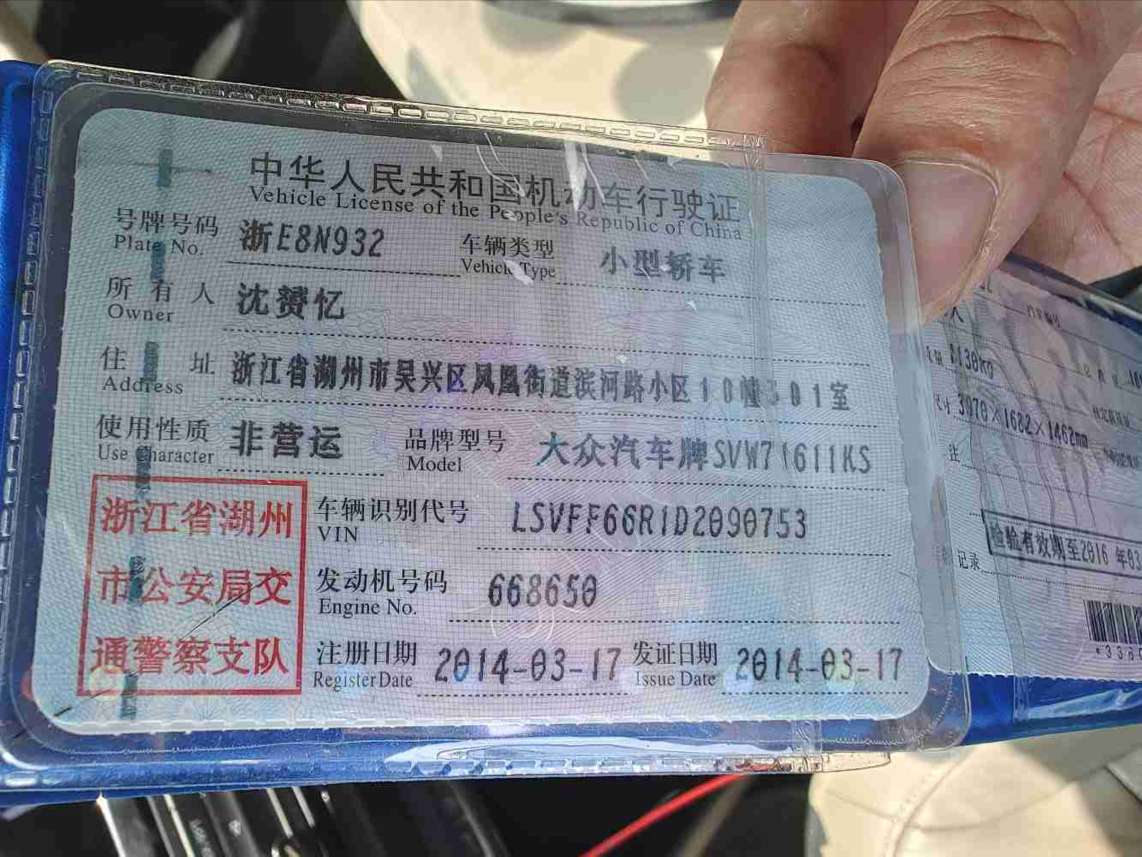 中华人民共和国机动车行驶证
Vehicle License of the People's Republic of China
号牌号码 浙E8N932 车辆类型 小型轿车
Plate No. Vehicle Type
所有人 沈赟忆
Owner
住址 浙江省湖州市吴兴区凤凰街道滨河路小区10幢301室
Address
使用性质 非营运 品牌型号 大众汽车牌SVW71611KS
Use Character Model
浙江省湖州
市公安局交
通警察支队
车辆识别代号 LSVFF66R1D2090753
VIN
发动机号码 668650
Engine No.
注册日期 2014-03-17 发证日期 2014-03-17
Register Date Issue Date
人
1130KG
尺寸 3970×1682×1462mm
注
记录
检验有效期至2016年03